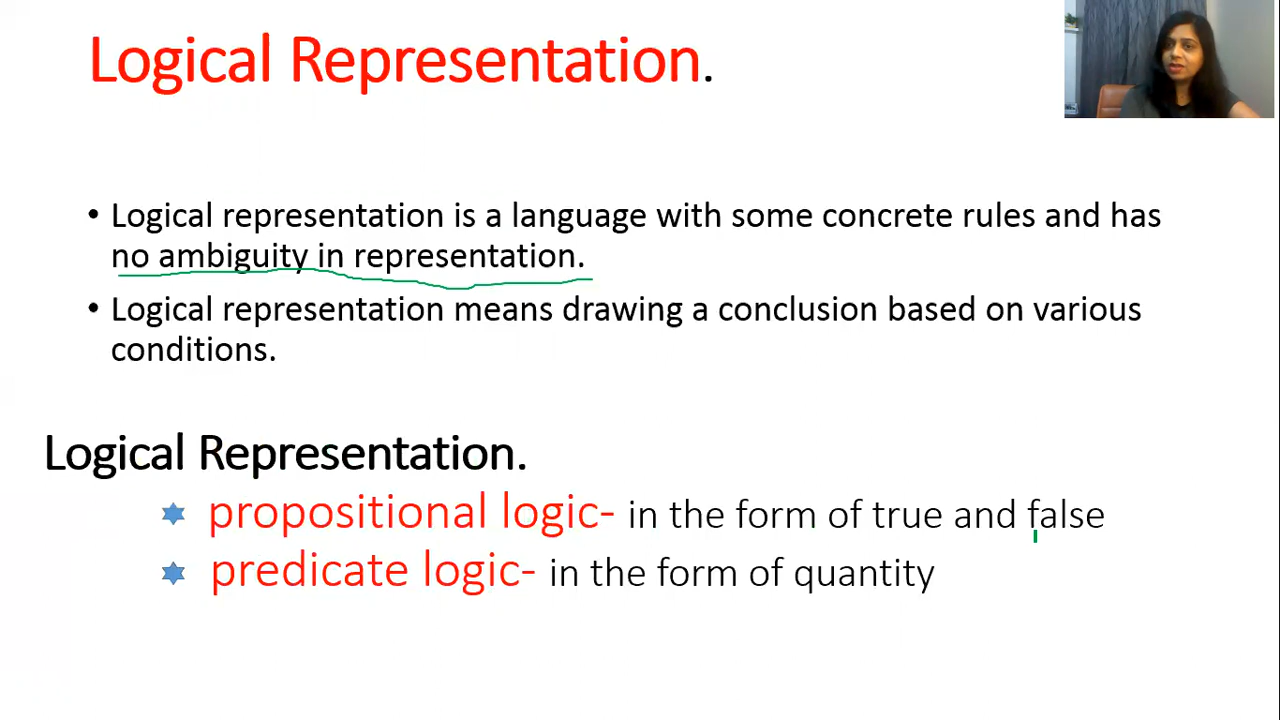 Logical Representation.
• Logical representation is a language with some concrete rules and has
no ambiguity in representation.
• Logical representation means drawing a conclusion based on various
conditions.
Logical Representation.
propositional logic- in the form of true and false
predicate logic- in the form of quantity